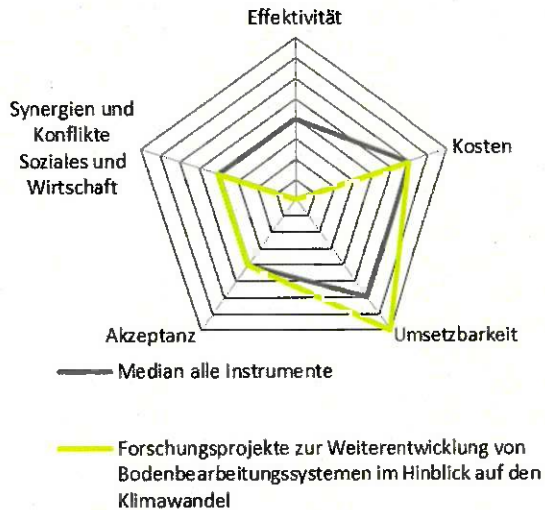 Effektivität
Synergien und
Konflikte
Soziales und
Wirtschaft
Kosten
Akzeptanz
Umsetzbarkeit
Median alle Instrumente
Forschungsprojekte zur Weiterentwicklung von
Bodenbearbeitungssystemen im Hinblick auf den
Klimawandel